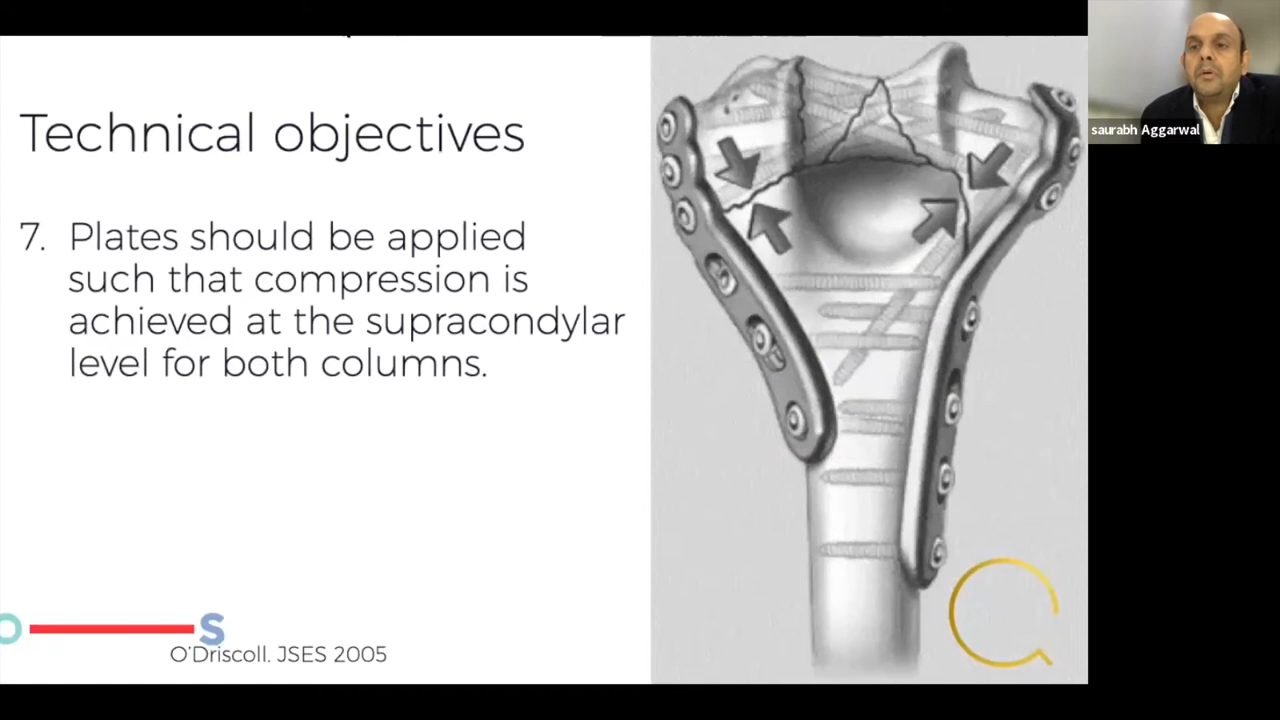 Technical objectives
7. Plates should be applied
such that compression is
achieved at the supracondylar
level for both columns.
O S
O'Driscoll. JSES 2005
saurabh Aggarwal